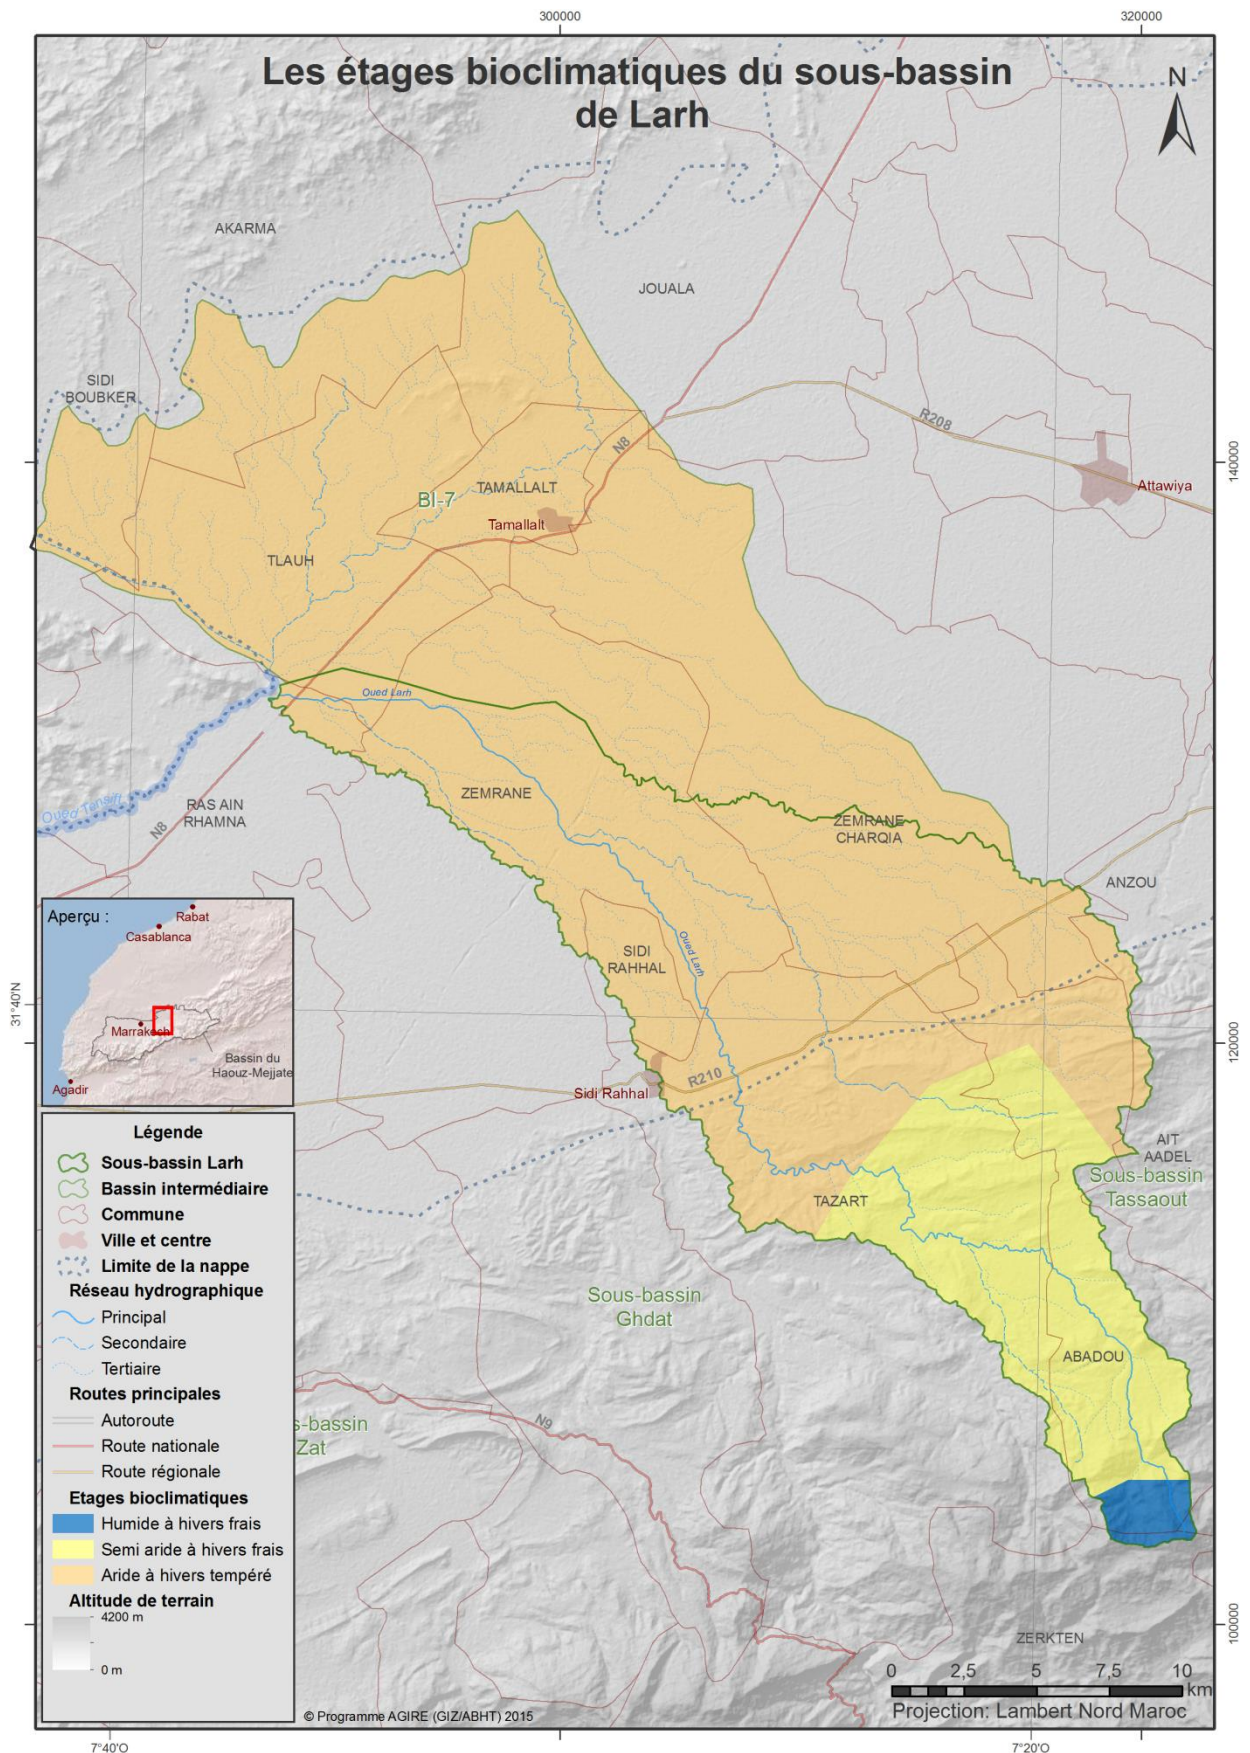 300000
320000
Les étages bioclimatiques du sous-bassin
de Larh
N
AKARMA
JOUALA
SIDI
BOUBKER
R208
N8
Attawiya
140000
TAMALLALT
BI-7
Tamallalt
TLAUH
Oued Larh
ZEMRANE
Oued Tensift
RAS AIN
RHAMNA
N8
ZEMRANE
CHARQIA
ANZOU
SIDI
RAHHAL
Oued Larh
31°40'N
120000
R210
Sidi Rahhal
Aperçu :
Rabat
Casablanca
Marrakech
Bassin du
Haouz-Mejjate
Agadir
AIT
AADEL
Sous-bassin
Tassaout
TAZART
Sous-bassin
Ghdat
ABADOU
s-bassin
Zat
N9
Légende
Sous-bassin Larh
Bassin intermédiaire
Commune
Ville et centre
Limite de la nappe
Réseau hydrographique
Principal
Secondaire
Tertiaire
Routes principales
Autoroute
Route nationale
Route régionale
Etages bioclimatiques
Humide à hivers frais
Semi aride à hivers frais
Aride à hivers tempéré
Altitude de terrain
4200 m
0 m
100000
ZERKTEN
0 2,5 5 7,5 10
km
Projection: Lambert Nord Maroc
© Programme AGIRE (GIZ/ABHT) 2015
7°40'O
7°20'O